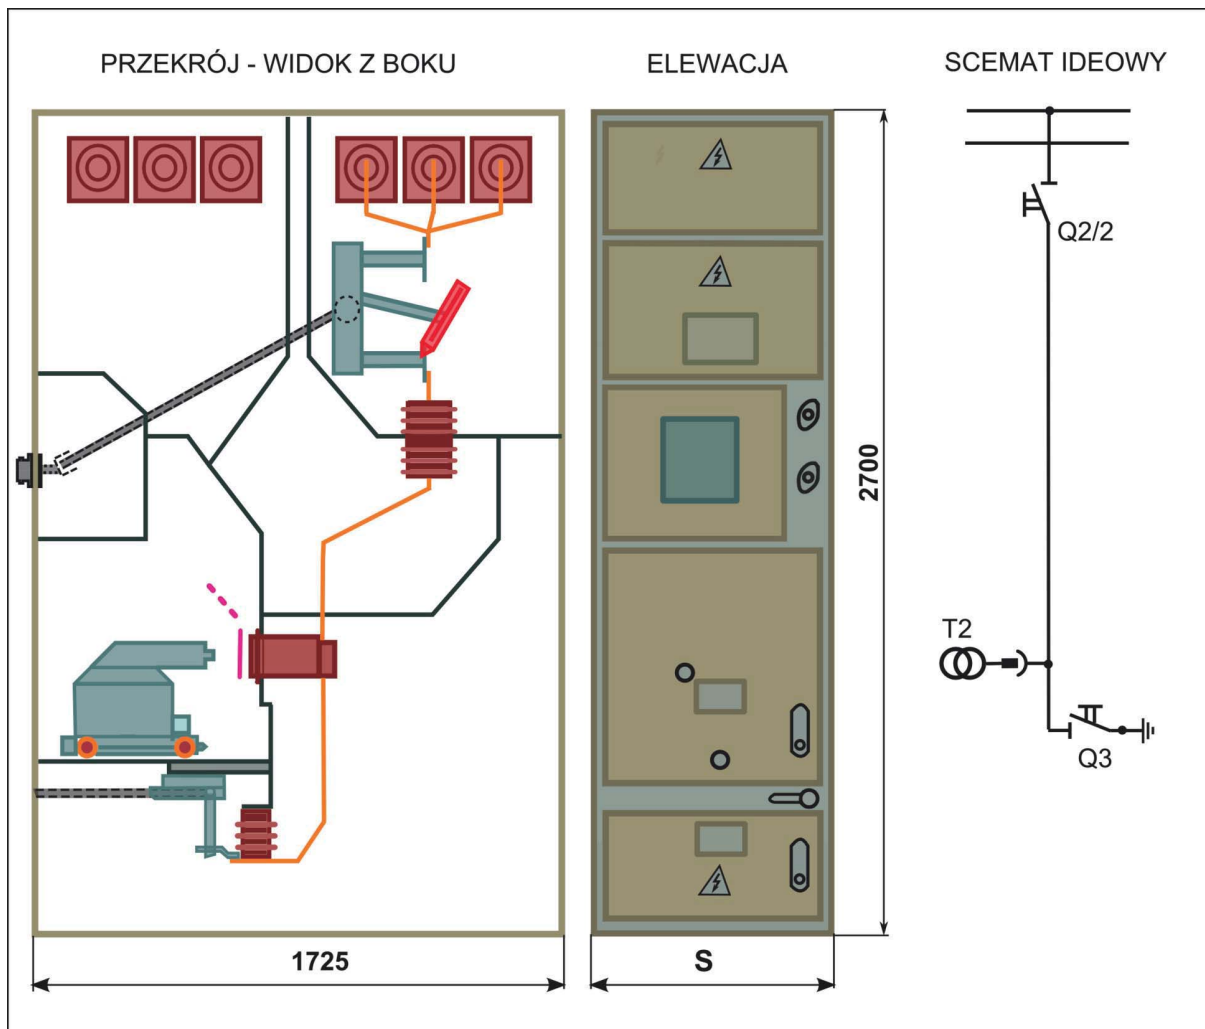 PRZEKRÓJ - WIDOK Z BOKU
ELEWACJA
SCEMAT IDEOWY
Q2/2
2700
T2
Q3
1725
S